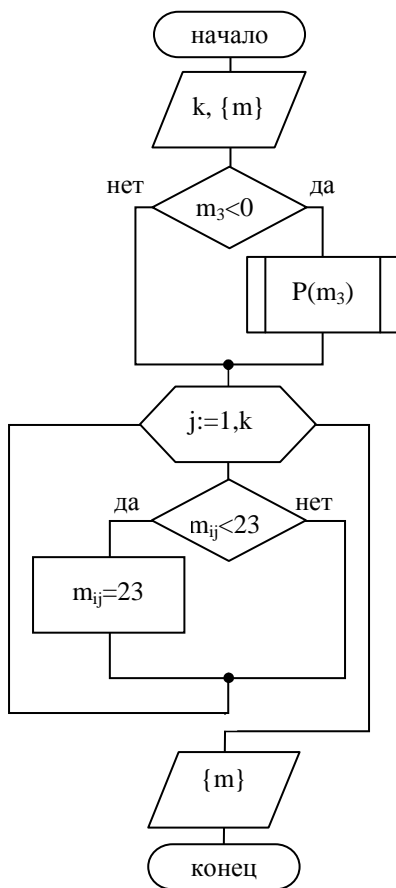 начало
k, {m}
нет
да
m₃<0
P(m₃)
j:=1,k
да
нет
mᵢⱼ<23
mᵢⱼ=23
{m}
конец